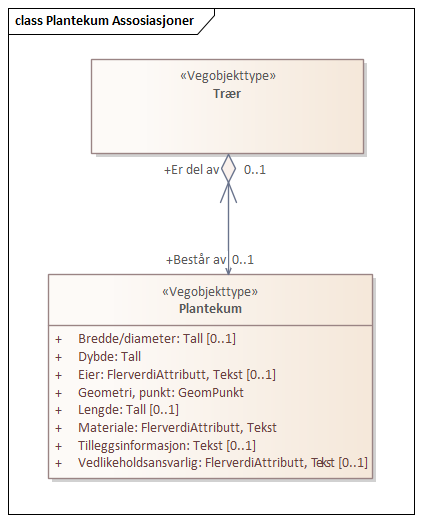 class Plantekum Assosiasjoner
«Vegobjekttype»
Trær
+Er del av 0..1
+Består av 0..1
«Vegobjekttype»
Plantekum
+ Bredde/diameter: Tall [0..1]
+ Dybde: Tall
+ Eier: FlerverdiAttributt, Tekst [0..1]
+ Geometri, punkt: GeomPunkt
+ Lengde: Tall [0..1]
+ Materiale: FlerverdiAttributt, Tekst
+ Tilleggsinformasjon: Tekst [0..1]
+ Vedlikeholdsansvarlig: FlerverdiAttributt, Tekst [0..1]